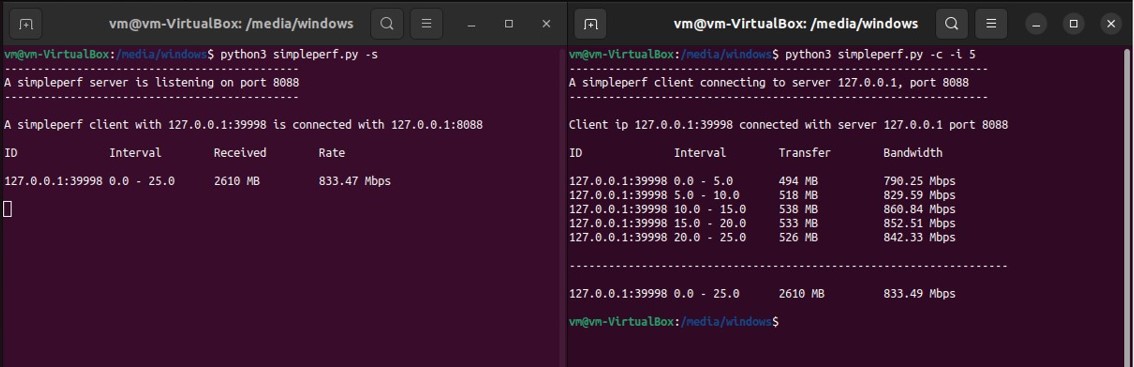 vm@vm-VirtualBox: /media/windows
vm@vm-VirtualBox:/media/windows$ python3 simpleperf.py -s
---------------------------------------------
A simpleperf server is listening on port 8088
---------------------------------------------
A simpleperf client with 127.0.0.1:39998 is connected with 127.0.0.1:8088
ID Interval Received Rate
127.0.0.1:39998 0.0 - 25.0 2610 MB 833.47 Mbps
vm@vm-VirtualBox: /media/windows
vm@vm-VirtualBox:/media/windows$ python3 simpleperf.py -c -i 5
----------------------------------------------------------------
A simpleperf client connecting to server 127.0.0.1, port 8088
----------------------------------------------------------------
Client ip 127.0.0.1:39998 connected with server 127.0.0.1 port 8088
ID Interval Transfer Bandwidth
127.0.0.1:39998 0.0 - 5.0 494 MB 790.25 Mbps
127.0.0.1:39998 5.0 - 10.0 518 MB 829.59 Mbps
127.0.0.1:39998 10.0 - 15.0 538 MB 860.84 Mbps
127.0.0.1:39998 15.0 - 20.0 533 MB 852.51 Mbps
127.0.0.1:39998 20.0 - 25.0 526 MB 842.33 Mbps
-------------------------------------------------------------------
127.0.0.1:39998 0.0 - 25.0 2610 MB 833.49 Mbps
vm@vm-VirtualBox:/media/windows$